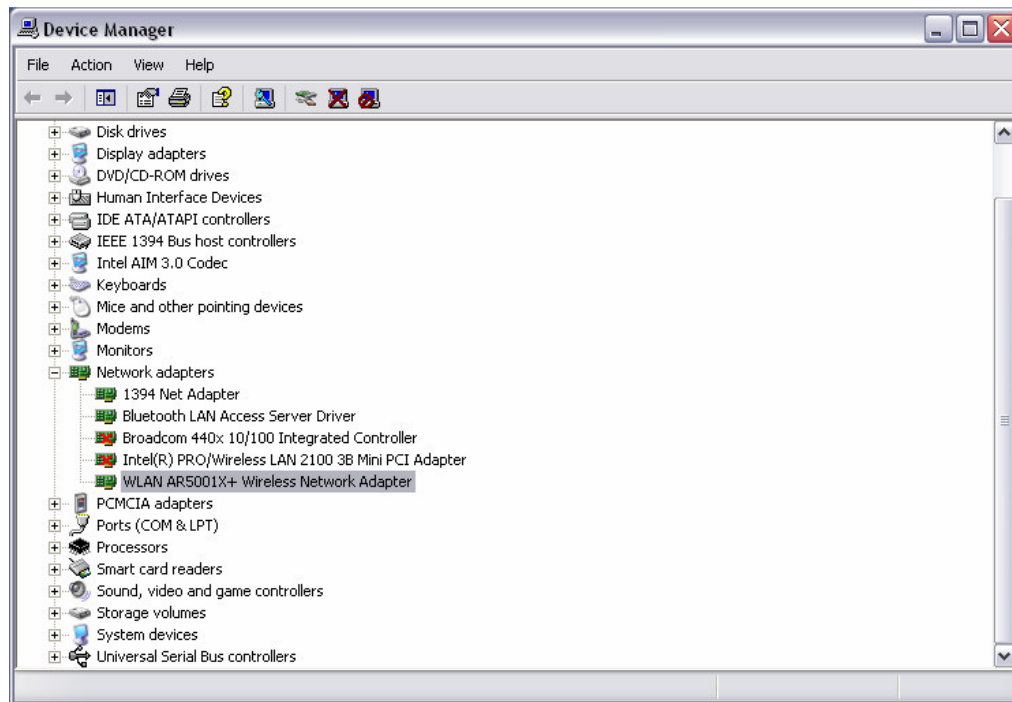 Device Manager
File Action View Help
Disk drives
Display adapters
DVD/CD-ROM drives
Human Interface Devices
IDE ATA/ATAPI controllers
IEEE 1394 Bus host controllers
Intel AIM 3.0 Codec
Keyboards
Mice and other pointing devices
Modems
Monitors
Network adapters
1394 Net Adapter
Bluetooth LAN Access Server Driver
Broadcom 440x 10/100 Integrated Controller
Intel(R) PRO/Wireless LAN 2100 3B Mini PCI Adapter
WLAN AR5001X+ Wireless Network Adapter
PCMCIA adapters
Ports (COM & LPT)
Processors
Smart card readers
Sound, video and game controllers
Storage volumes
System devices
Universal Serial Bus controllers